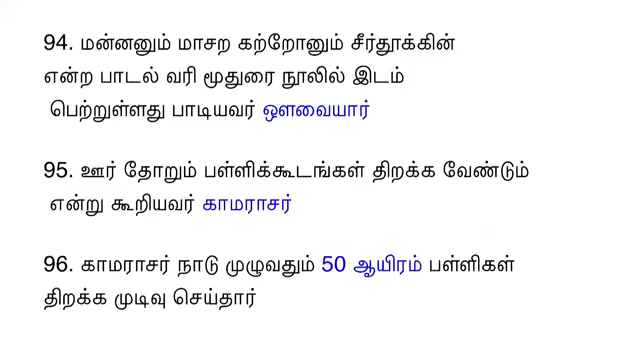 94. மன்னனும் மாசற கற்றோனும் சீர்தூக்கின்
என்ற பாடல் வரி மூதுரை நூலில் இடம்
பெற்றுள்ளது பாடியவர் ஔவையார்
95. ஊர் தோறும் பள்ளிக்கூடங்கள் திறக்க வேண்டும்
என்று கூறியவர் காமராசர்
96. காமராசர் நாடு முழுவதும் 50 ஆயிரம் பள்ளிகள்
திறக்க முடிவு செய்தார்